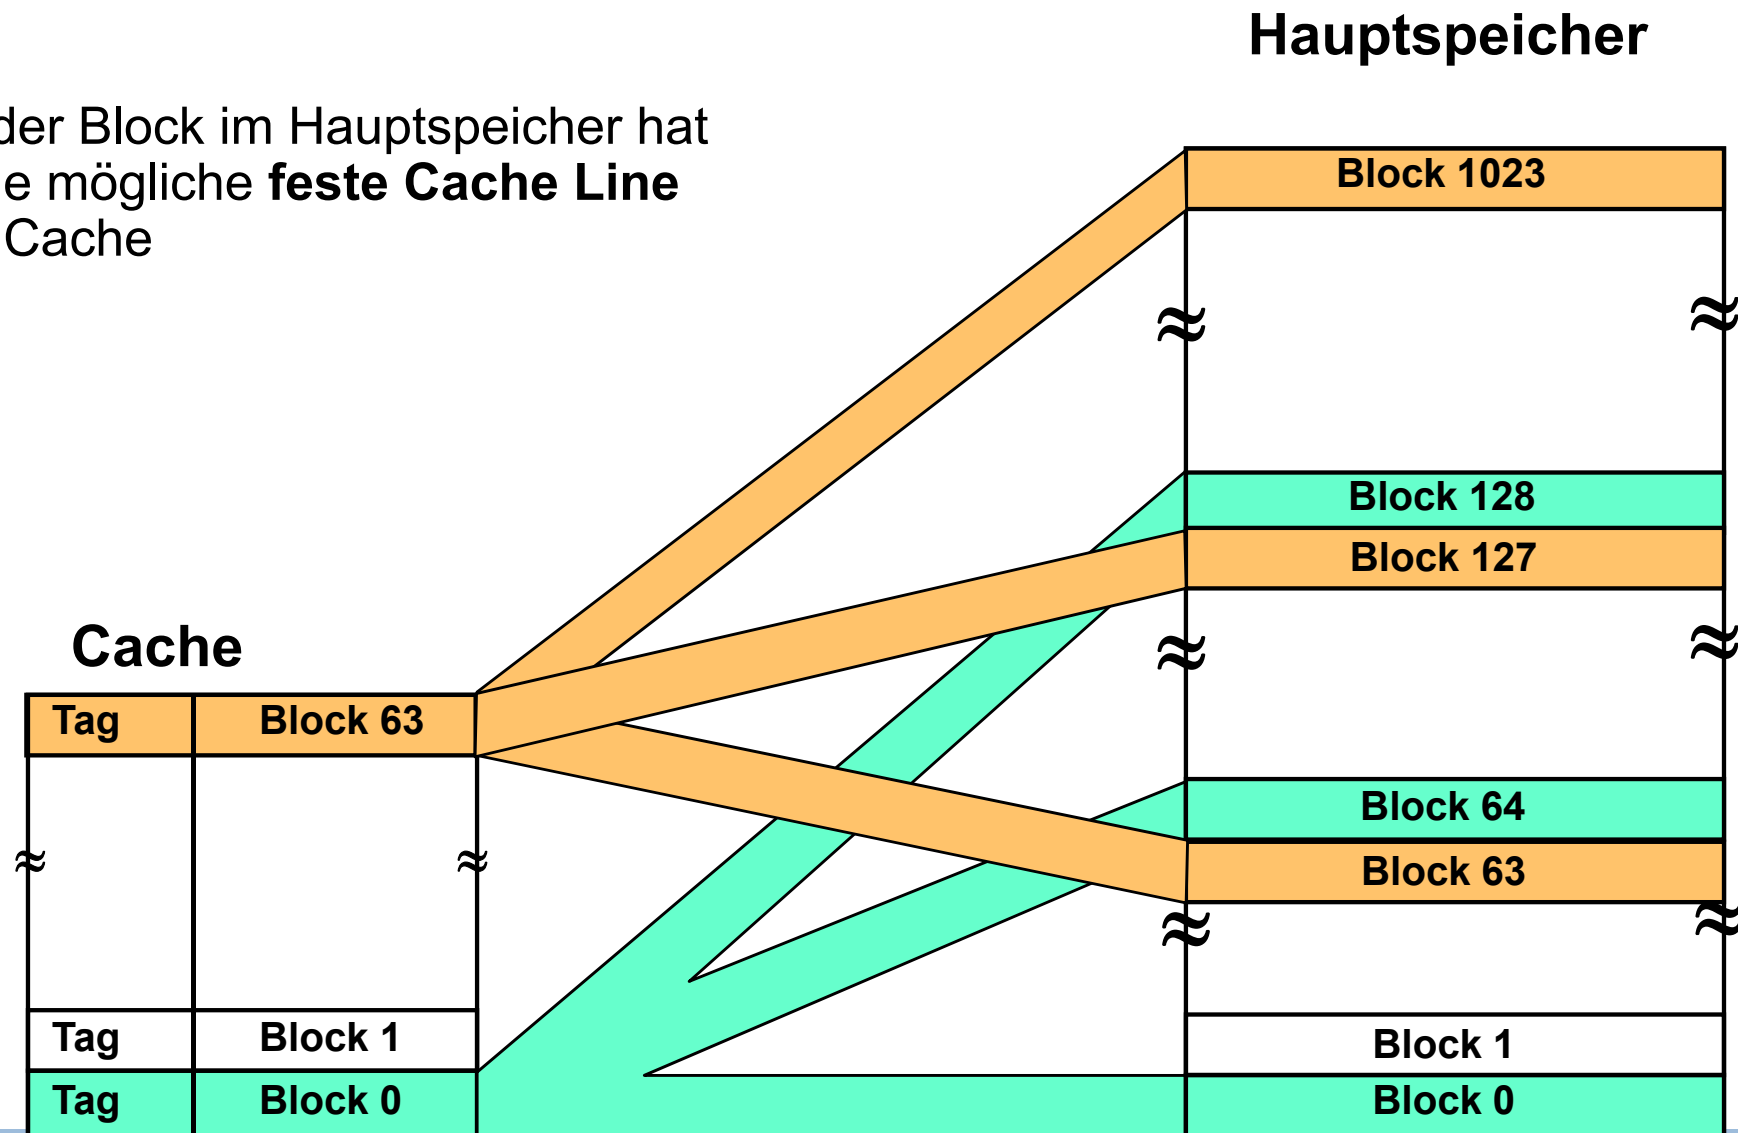 Hauptspeicher
der Block im Hauptspeicher hat
e mögliche feste Cache Line
Cache
Block 1023
Block 128
Block 127
Cache
Tag Block 63
Block 64
Block 63
Tag Block 1
Block 1
Tag Block 0
Block 0